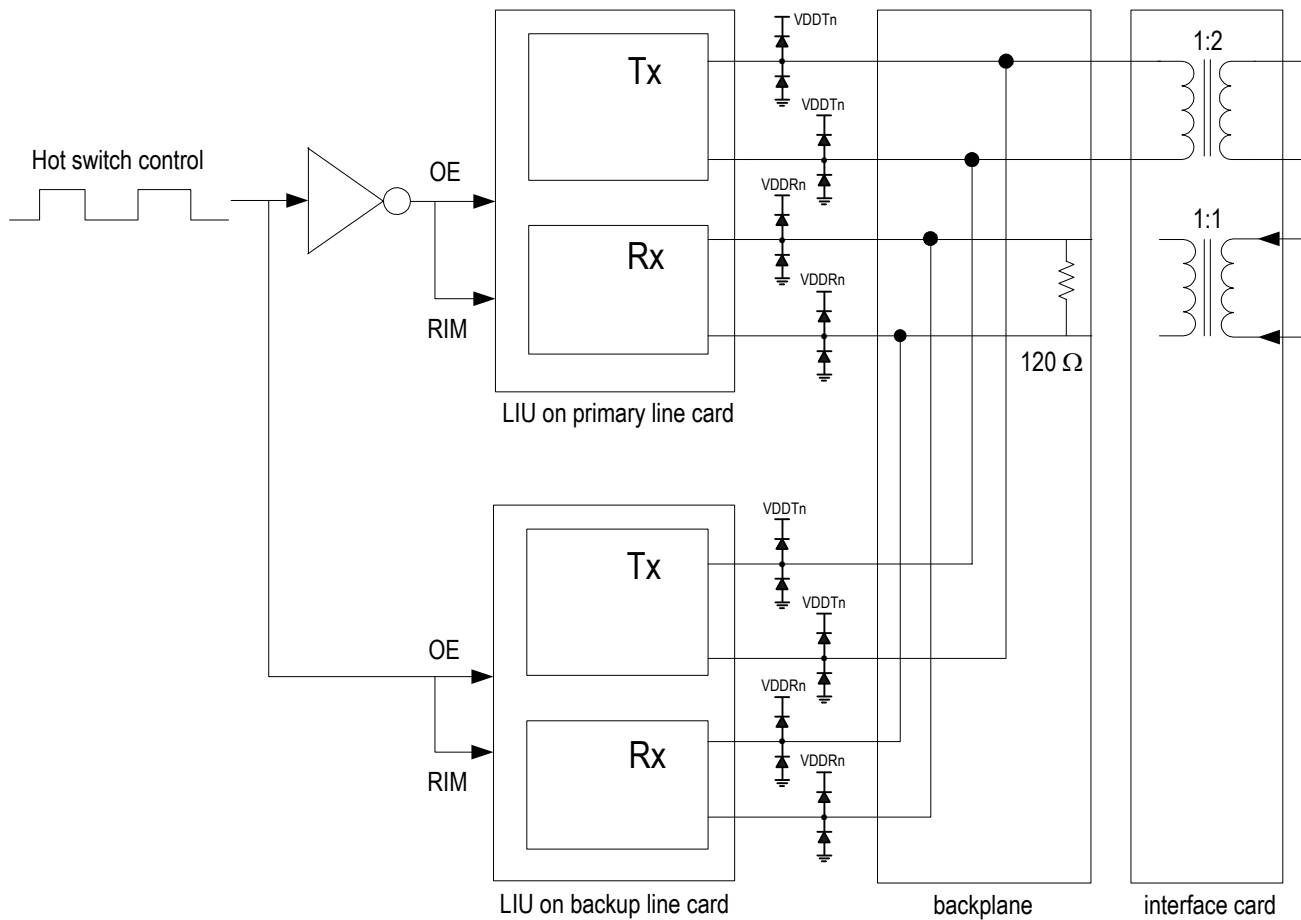 VDDTn
1:2
Tx
VDDTn
Hot switch control
OE
VDDRn
1:1
Rx
VDDRn
RIM
120 Ω
LIU on primary line card
VDDTn
Tx
VDDTn
OE
VDDRn
Rx
VDDRn
RIM
LIU on backup line card
backplane
interface card